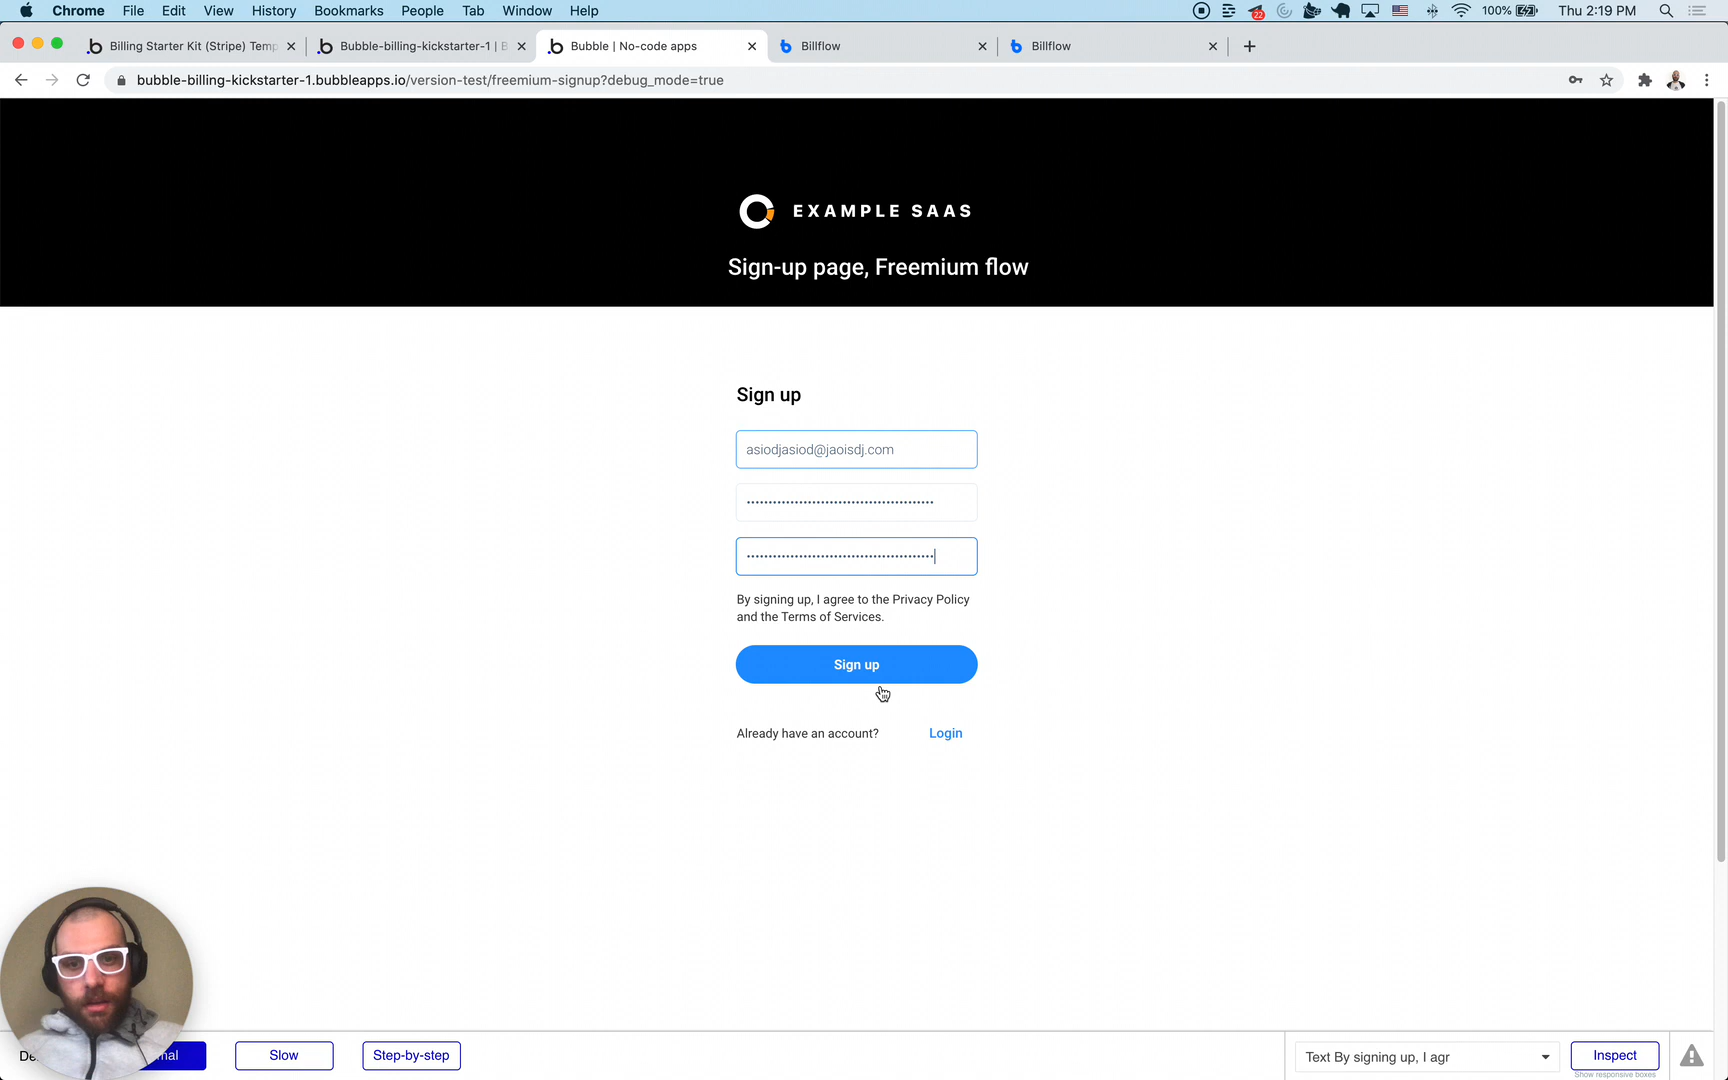 Chrome File Edit View History Bookmarks People Tab Window Help 22 100% Thu 2:19 PM
Billing Starter Kit (Stripe) Temp Bubble-billing-kickstarter-1 | B Bubble | No-code apps Billflow Billflow
bubble-billing-kickstarter-1.bubbleapps.io/version-test/freemium-signup?debug_mode=true
EXAMPLE SAAS
Sign-up page, Freemium flow
Sign up
asiodjasiod@jaoisdj.com
By signing up, I agree to the Privacy Policy
and the Terms of Services.
Sign up
Already have an account? Login
Slow Step-by-step Text By signing up, I agr Inspect
Show responsive boxes